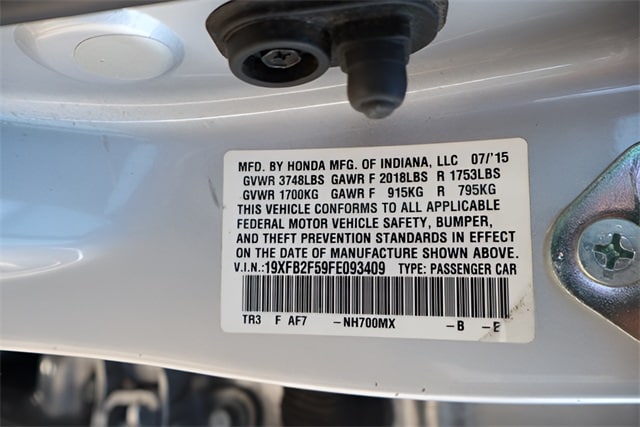 MFD. BY HONDA MFG. OF INDIANA, LLC 07/'15
GVWR 3748LBS GAWR F 2018LBS R 1753LBS
GVWR 1700KG GAWR F 915KG R 795KG
THIS VEHICLE CONFORMS TO ALL APPLICABLE
FEDERAL MOTOR VEHICLE SAFETY, BUMPER,
AND THEFT PREVENTION STANDARDS IN EFFECT
ON THE DATE OF MANUFACTURE SHOWN ABOVE.
V.I.N.:19XFB2F59FE093409 TYPE: PASSENGER CAR
TR3 F AF7 –NH700MX –B –E